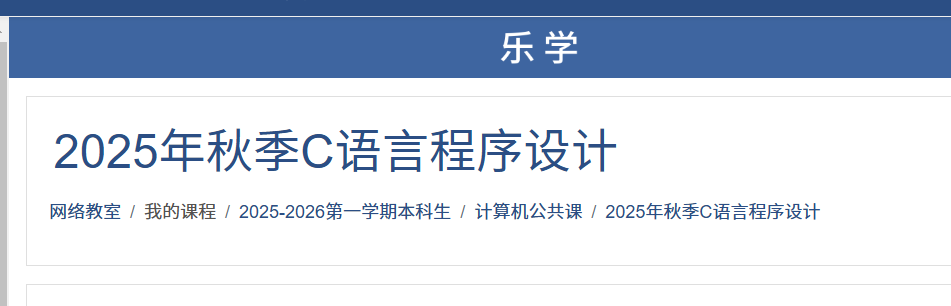 乐 学
2025年秋季C语言程序设计
网络教室 / 我的课程 / 2025-2026第一学期本科生 / 计算机公共课 / 2025年秋季C语言程序设计